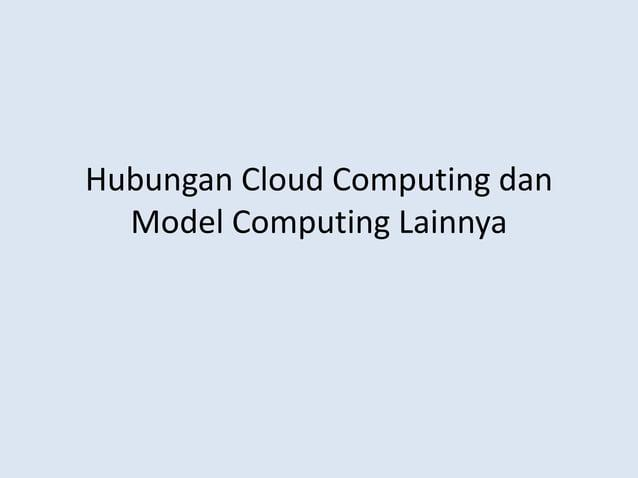 Hubungan Cloud Computing dan
Model Computing Lainnya